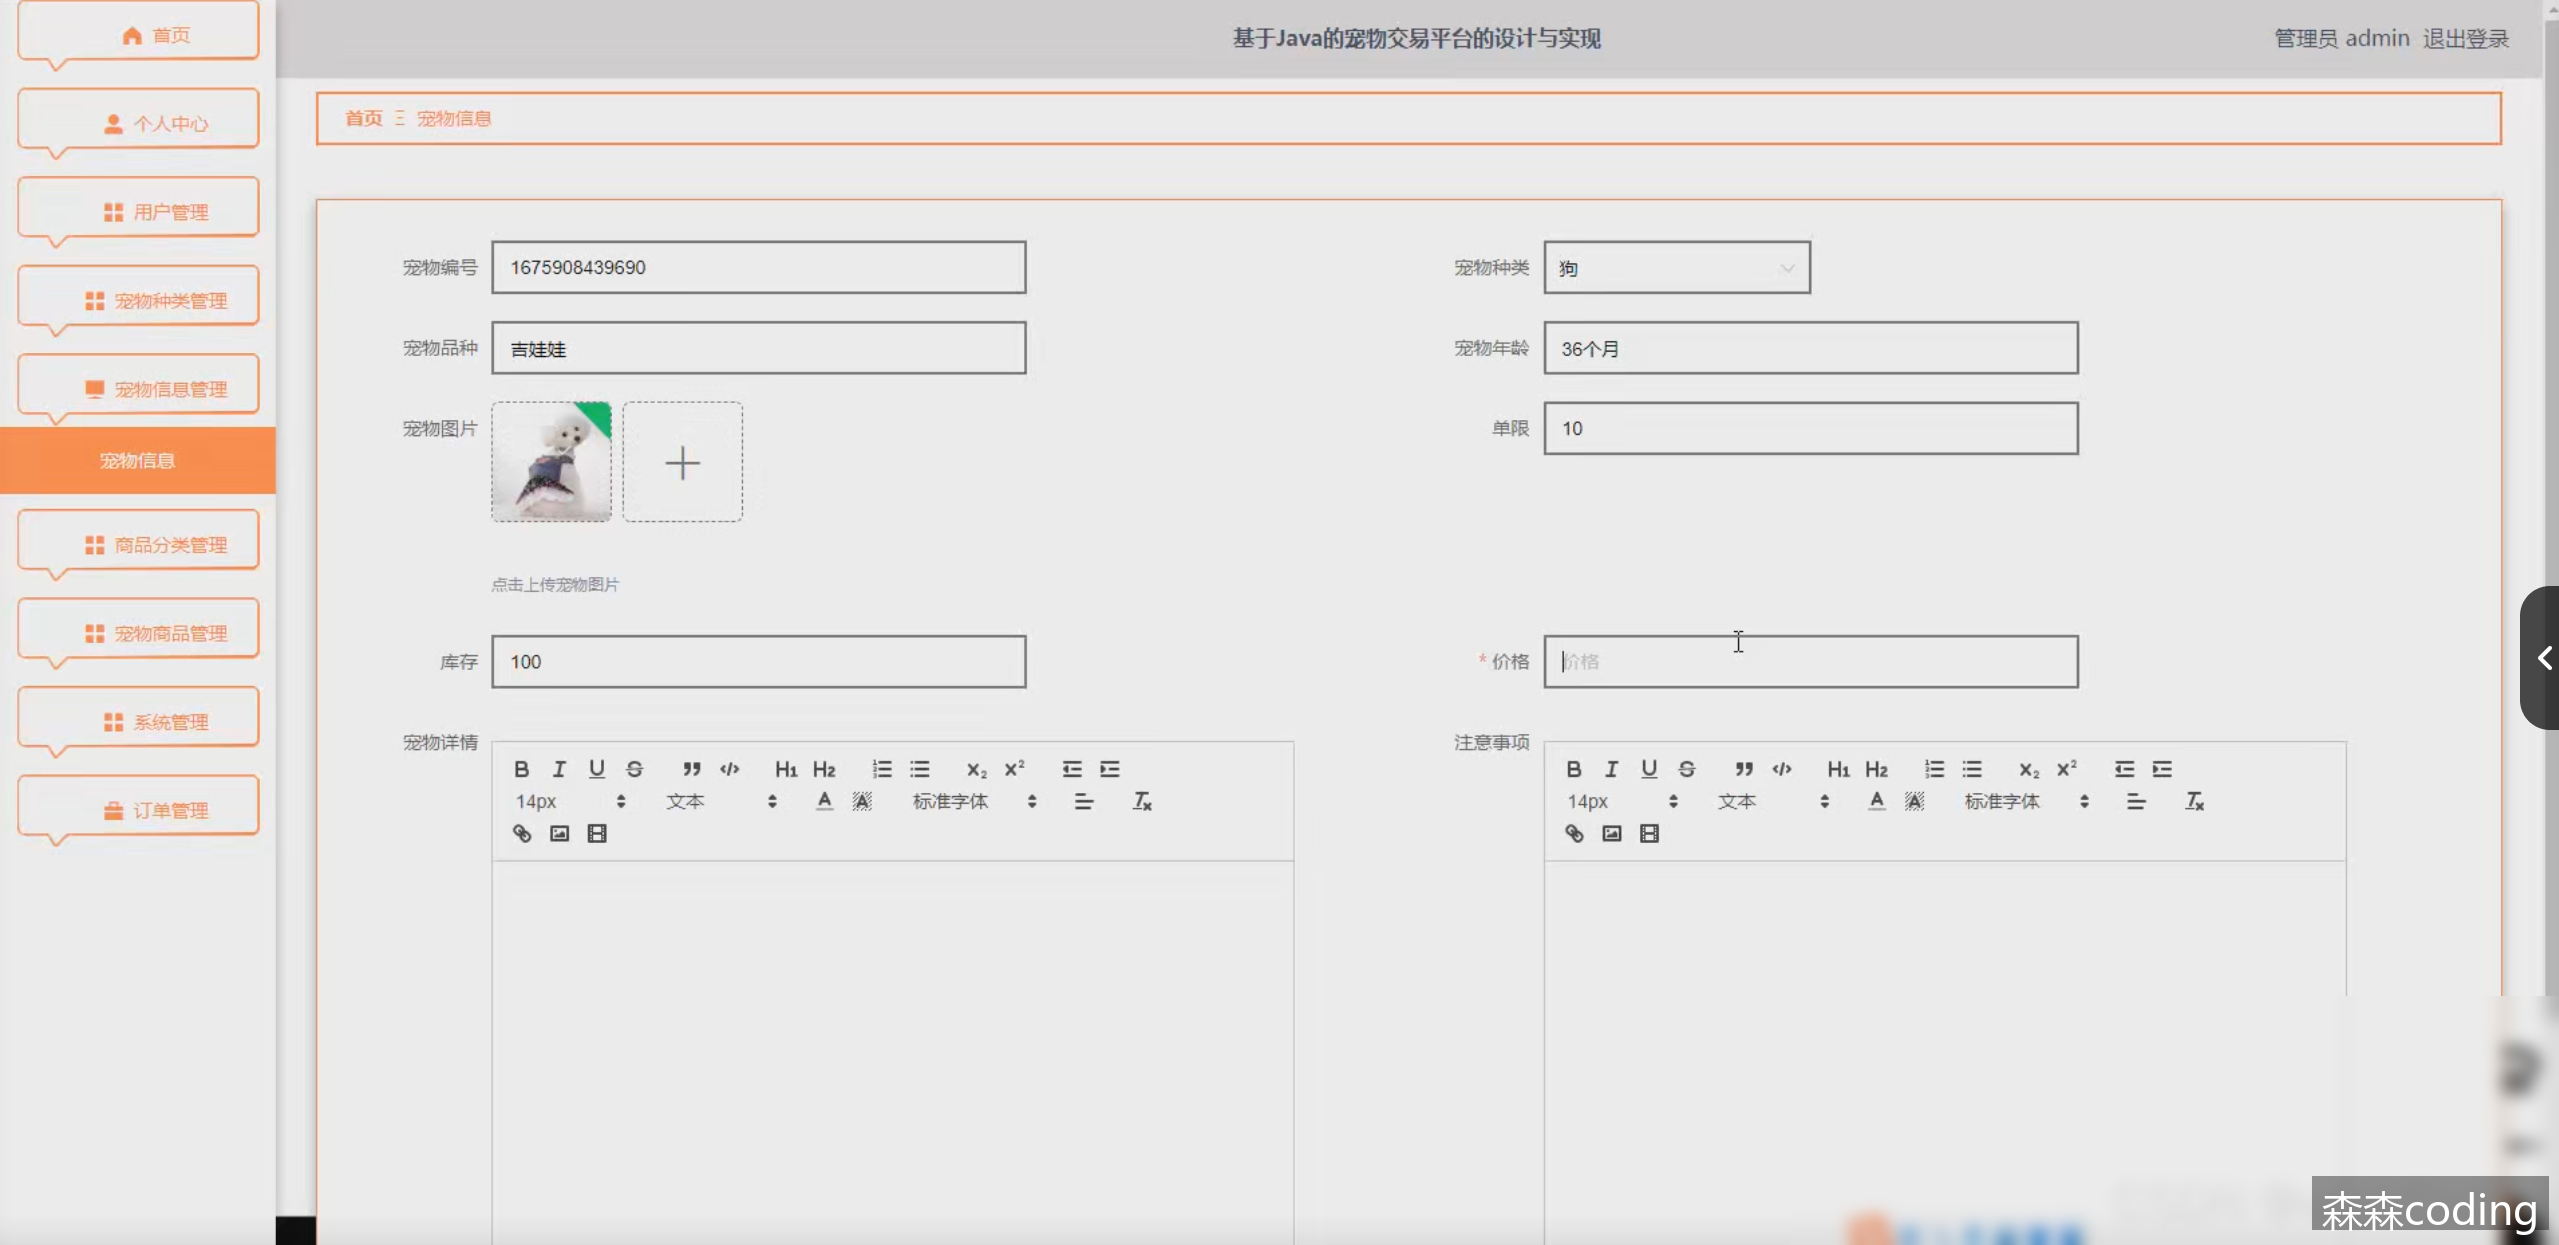 基于Java的宠物交易平台的设计与实现
管理员 admin 退出登录
首页
个人中心
用户管理
宠物种类管理
宠物信息管理
宠物信息
商品分类管理
宠物商品管理
系统管理
订单管理
首页 Ξ 宠物信息
宠物编号 1675908439690
宠物种类 狗
宠物品种 吉娃娃
宠物年龄 36个月
宠物图片
单限 10
点击上传宠物图片
库存 100
* 价格 价格
宠物详情
B I U S ” </> H1 H2 x₂ x²
14px 文本 A A 标准字体 Tx
注意事项
B I U S ” </> H1 H2 x₂ x²
14px 文本 A A 标准字体 Tx
森森coding